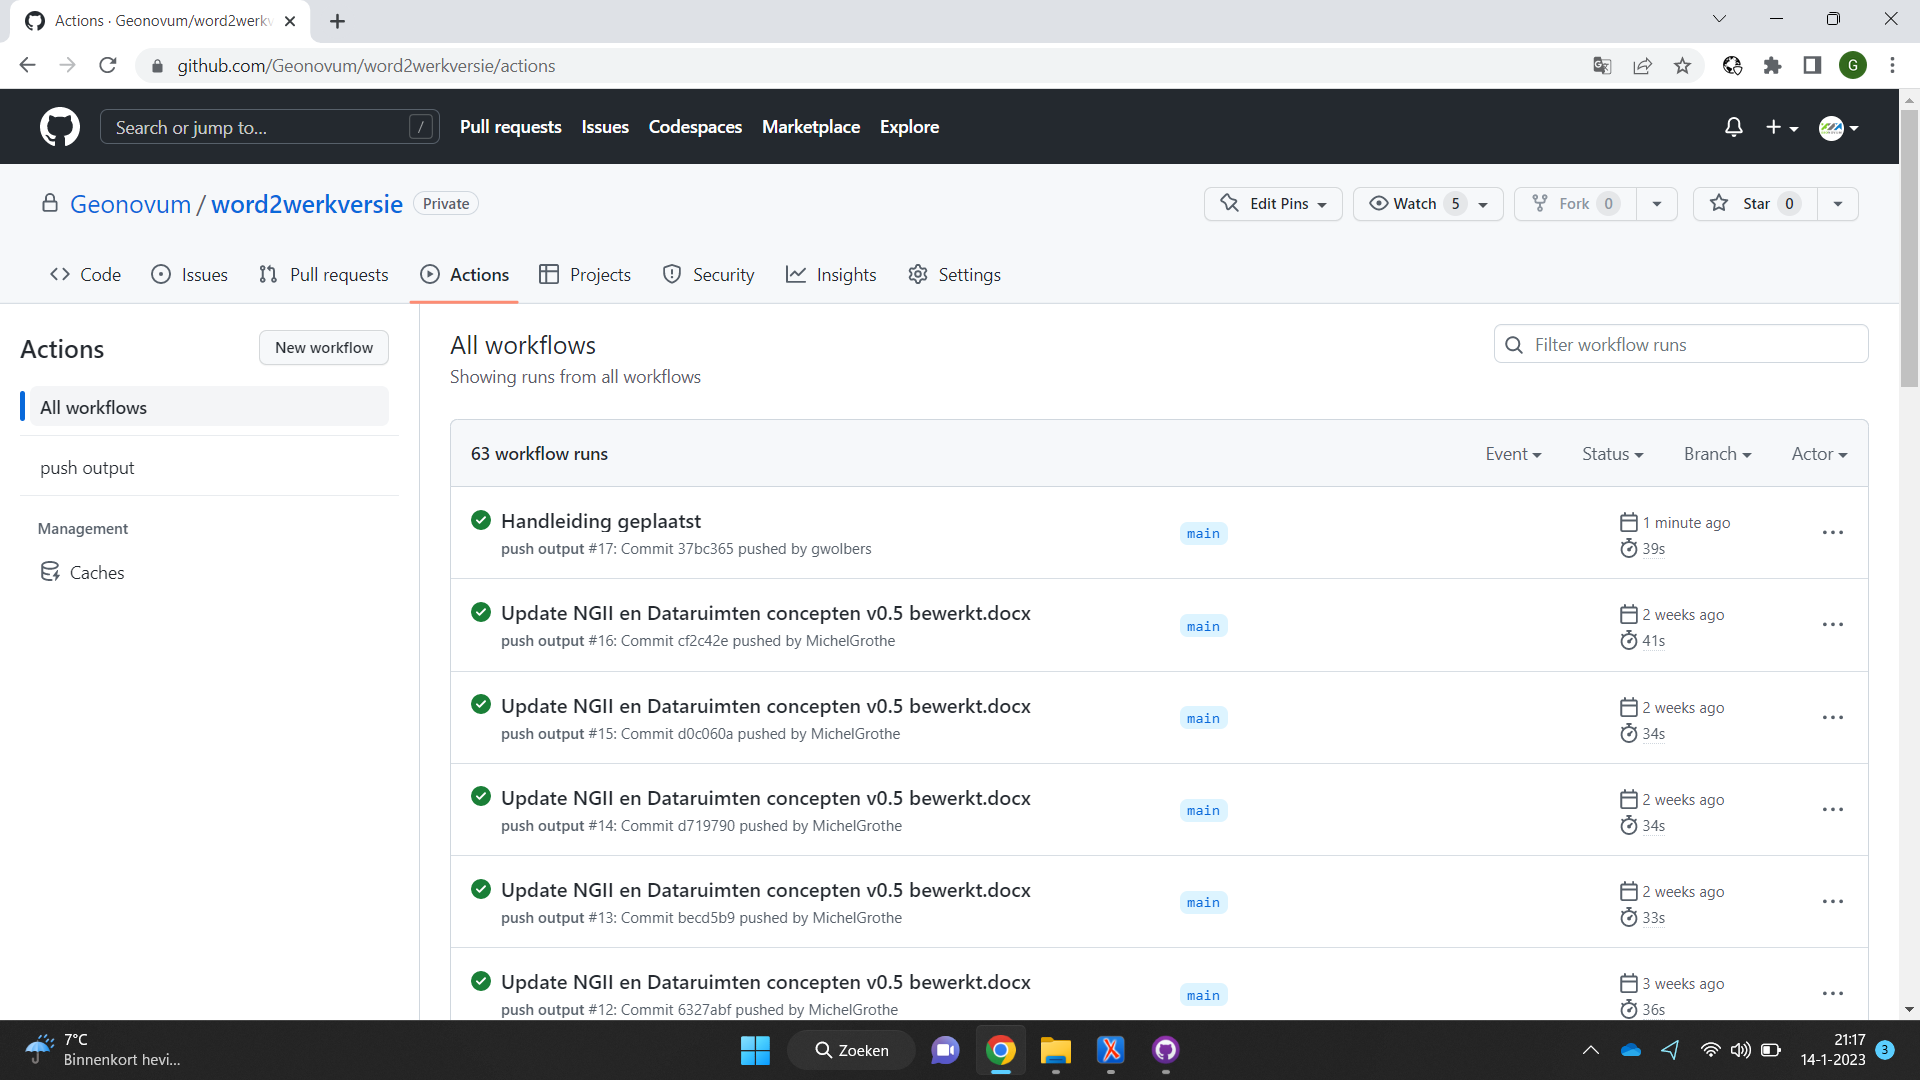 Actions · Geonovum/word2werkv
github.com/Geonovum/word2werkversie/actions
G
Search or jump to...
/
Pull requests
Issues
Codespaces
Marketplace
Explore
Geonovum / word2werkversie
Private
Edit Pins
Watch 5
Fork 0
Star 0
Code
Issues
Pull requests
Actions
Projects
Security
Insights
Settings
Actions
New workflow
All workflows
push output
Management
Caches
All workflows
Showing runs from all workflows
Filter workflow runs
63 workflow runs
Event
Status
Branch
Actor
Handleiding geplaatst
push output #17: Commit 37bc365 pushed by gwolbers
main
1 minute ago
39s
Update NGII en Dataruimten concepten v0.5 bewerkt.docx
push output #16: Commit cf2c42e pushed by MichelGrothe
main
2 weeks ago
41s
Update NGII en Dataruimten concepten v0.5 bewerkt.docx
push output #15: Commit d0c060a pushed by MichelGrothe
main
2 weeks ago
34s
Update NGII en Dataruimten concepten v0.5 bewerkt.docx
push output #14: Commit d719790 pushed by MichelGrothe
main
2 weeks ago
34s
Update NGII en Dataruimten concepten v0.5 bewerkt.docx
push output #13: Commit becd5b9 pushed by MichelGrothe
main
2 weeks ago
33s
Update NGII en Dataruimten concepten v0.5 bewerkt.docx
push output #12: Commit 6327abf pushed by MichelGrothe
main
3 weeks ago
36s
7°C
Binnenkort hevi...
Zoeken
21:17
14-1-2023
3